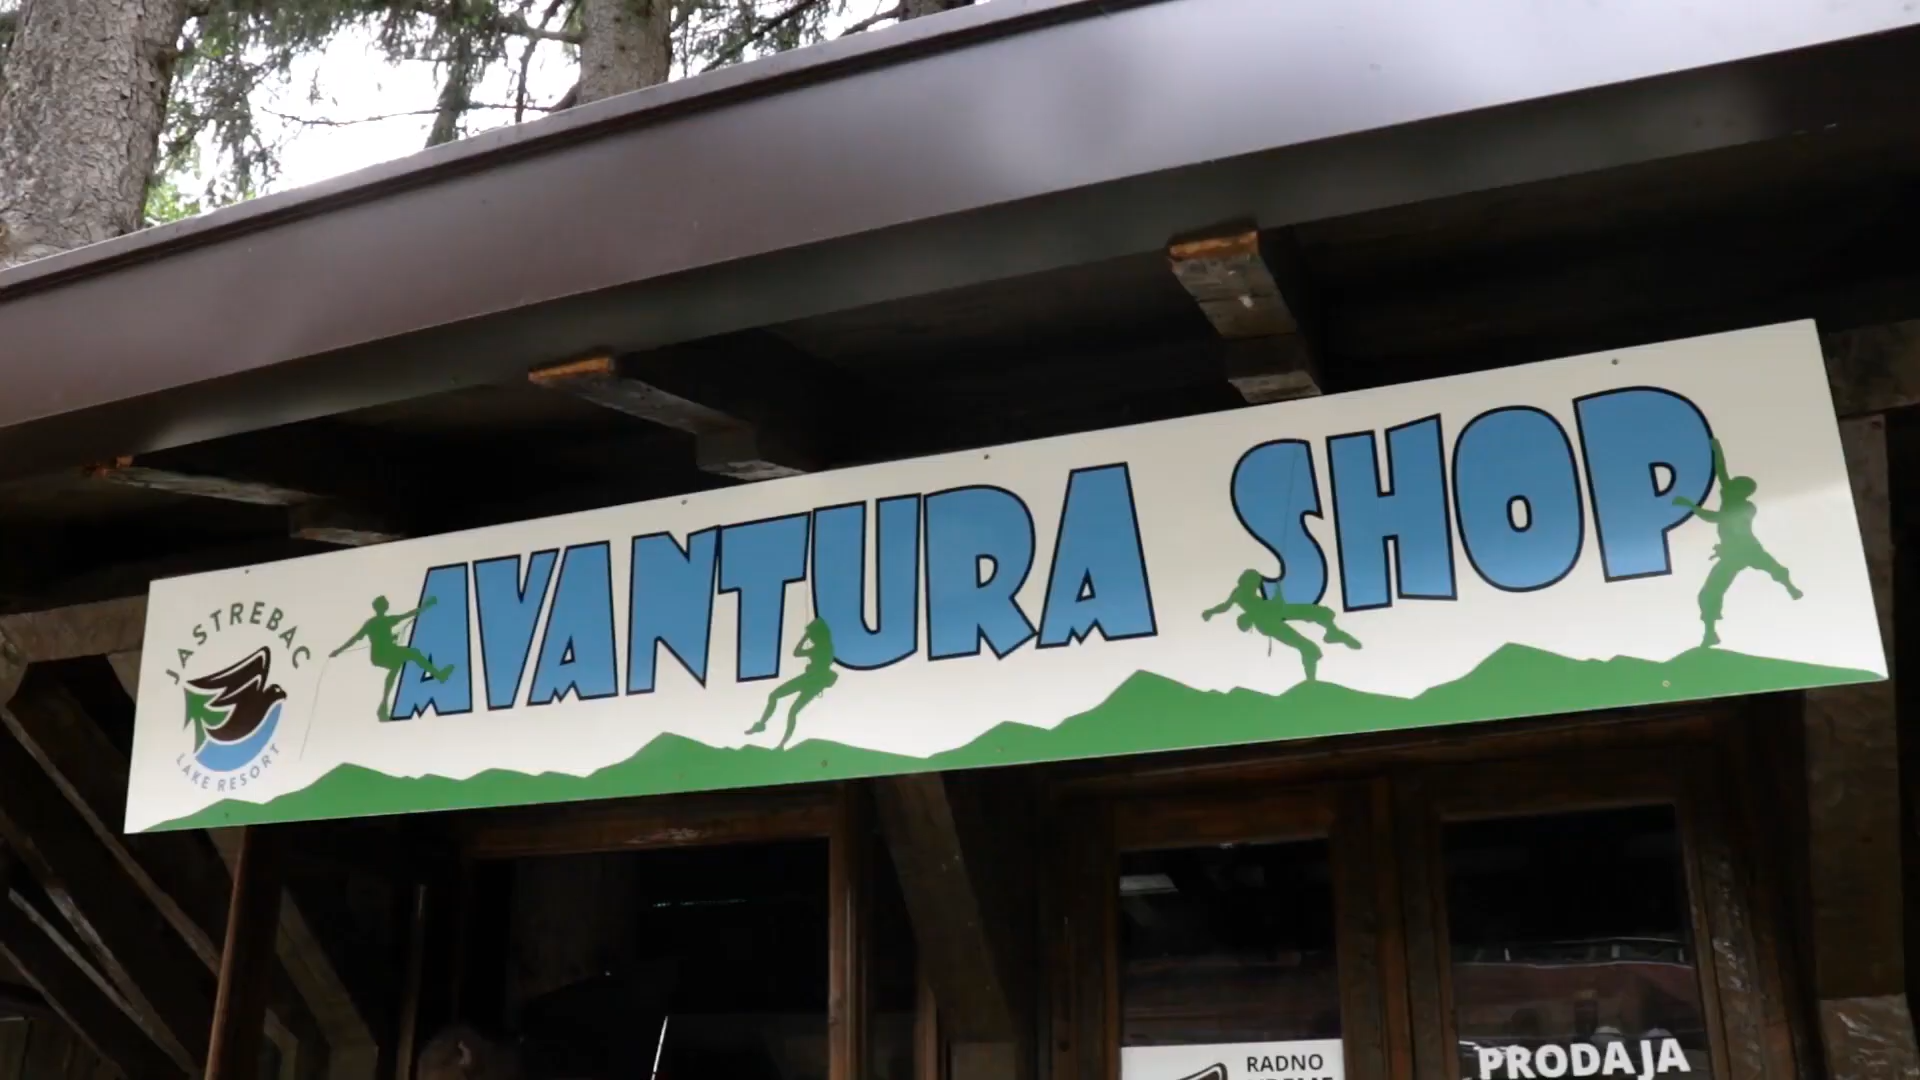 JASTREBAC
LAKE RESORT
AVANTURA SHOP
RADNO
PRODAJA